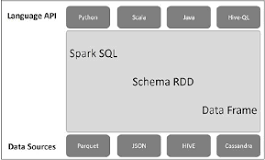 Language API Python Scala Java Hive-QL
Spark SQL
Schema RDD
Data Frame
Data Sources Parquet JSON HIVE Cassandra